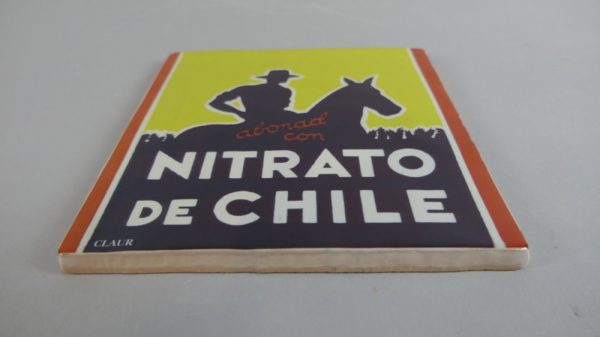 abonad
con
NITRATO
DE CHILE
CLAUR